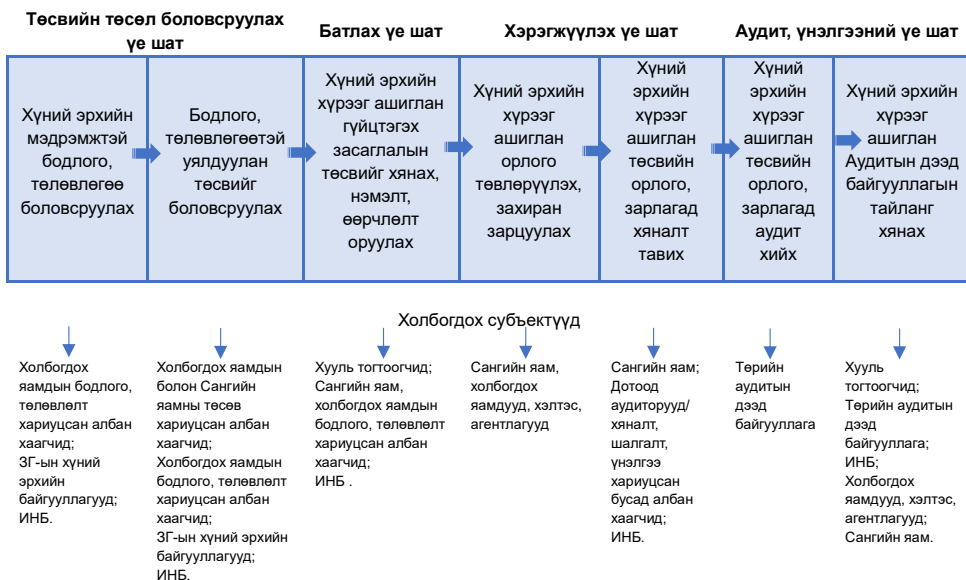 Төсвийн төсөл боловсруулах
үе шат
Батлах үе шат
Хэрэгжүүлэх үе шат
Аудит, үнэлгээний үе шат
Хүний эрхийн
мэдрэмжтэй
бодлого,
төлөвлөгөө
боловсруулах
Бодлого,
төлөвлөгөөтэй
уялдуулан
төсвийг
боловсруулах
Хүний эрхийн
хүрээг ашиглан
гүйцтэгэх
засаглалын
төсвийг хянах,
нэмэлт,
өөрчлөлт
оруулах
Хүний эрхийн
хүрээг
ашиглан
орлого
төвлөрүүлэх,
захиран
зарцуулах
Хүний
эрхийн
хүрээг
ашиглан
төсвийн
орлого,
зарлагад
хяналт
тавих
Хүний
эрхийн
хүрээг
ашиглан
төсвийн
орлого,
зарлагад
аудит
хийх
Хүний эрхийн
хүрээг
ашиглан
Аудитын дээд
байгууллагын
тайланг
хянах
Холбогдох субъектүүд
Холбогдох
яамдын бодлого,
төлөвлөлт
хариуцсан албан
хаагчид;
ЗГ-ын хүний
эрхийн
байгууллагууд;
ИНБ.
Холбогдох яамдын
болон Сангийн
яамны төсөв
хариуцсан албан
хаагчид;
Холбогдох яамдын
бодлого, төлөвлөлт
хариуцсан албан
хаагчид;
ЗГ-ын хүний эрхийн
байгууллагууд;
ИНБ.
Хууль тогтоогчид;
Сангийн яам,
холбогдох яамдын
бодлого, төлөвлөлт
хариуцсан албан
хаагчид;
ИНБ .
Сангийн яам,
холбогдох
яамдууд, хэлтэс,
агентлагууд
Сангийн яам;
Дотоод
аудиторууд/
хяналт,
шалгалт,
үнэлгээ
хариуцсан
бусад албан
хаагчид;
ИНБ.
Төрийн
аудитын
дээд
байгууллага
Хууль
тогтоогчид;
Төрийн аудитын
дээд
байгууллага;
ИНБ;
Холбогдох
яамдууд, хэлтэс,
агентлагууд;
Сангийн яам.